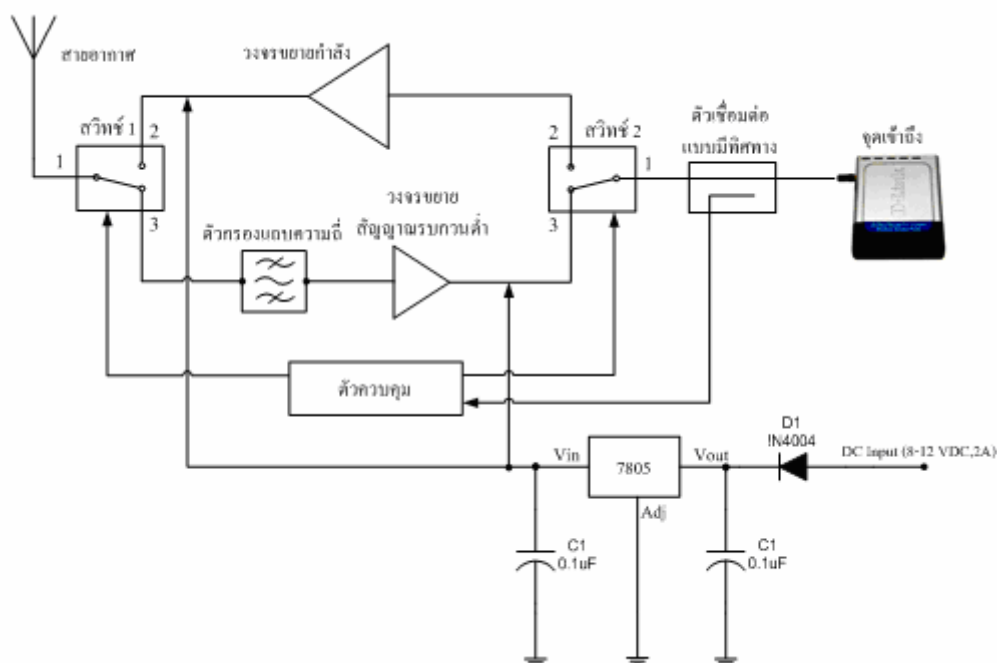 สายอากาศ
วงจรขยายกำลัง
สวิทช์ 1
2
1
3
ตัวกรองแถบความถี่
วงจรขยาย
สัญญาณรบกวนต่ำ
2
สวิทช์ 2
1
3
ตัวเชื่อมต่อ
แบบมีทิศทาง
จุดเข้าถึง
D-Link
ตัวควบคุม
Vin
7805
Vout
Adj
D1
!N4004
DC Input (8-12 VDC,2A)
C1
0.1uF
C1
0.1uF